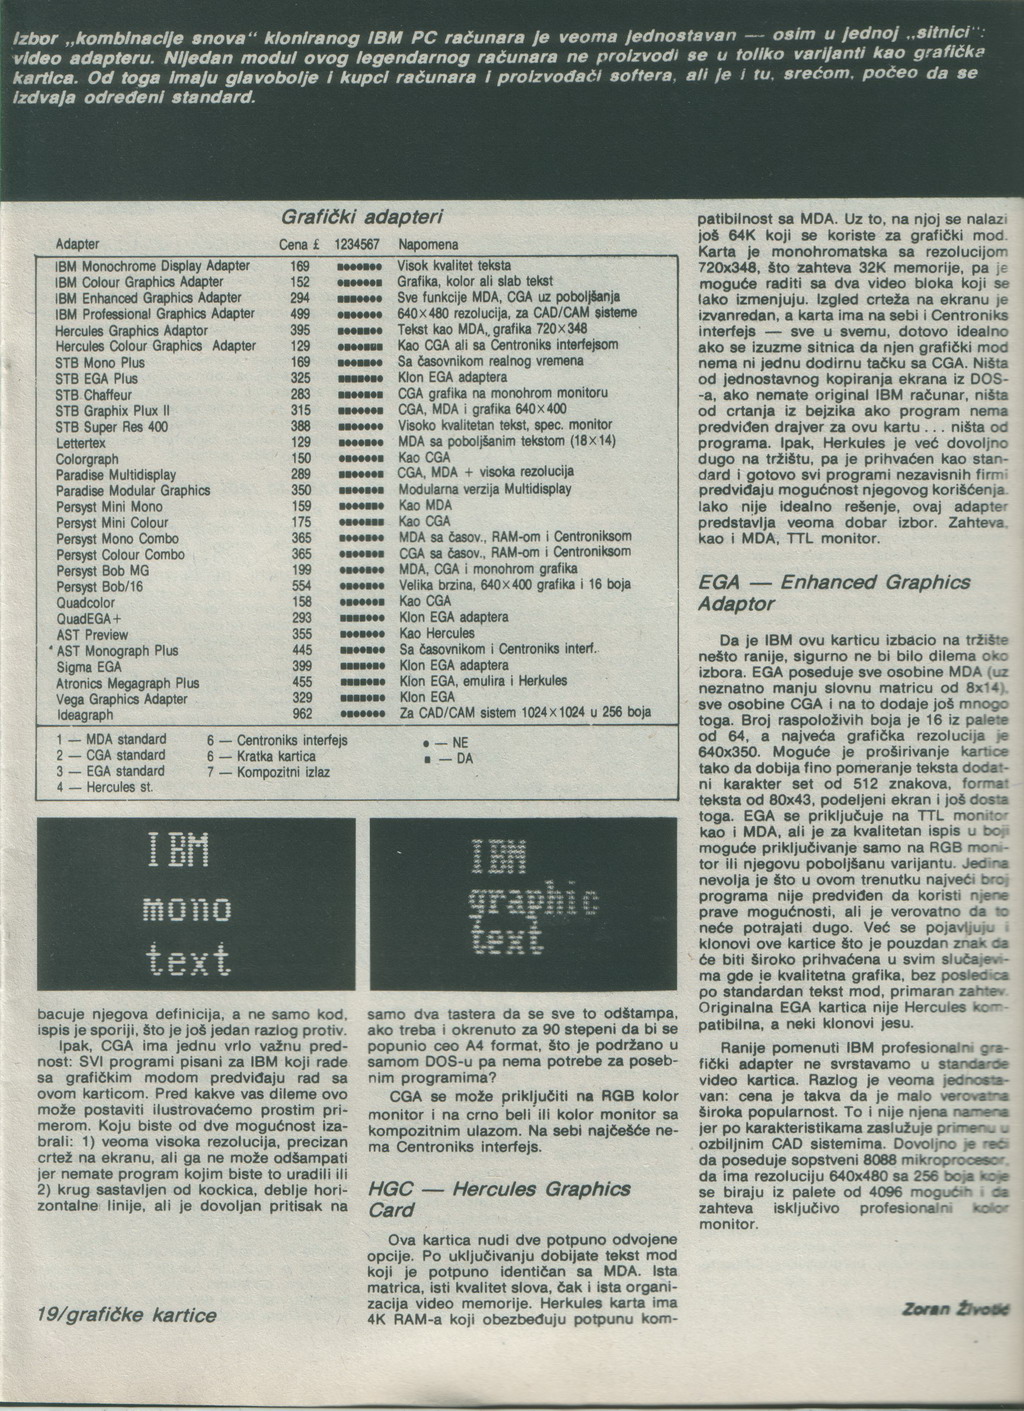 Izbor „kombinacije snova“ kloniranog IBM PC računara je veoma jednostavan — osim u jednoj „sitnici“:
video adapteru. Nijedan modul ovog legendarnog računara ne proizvodi se u toliko varijanti kao grafička
kartica. Od toga imaju glavobolje i kupci računara i proizvođači softera, ali je i tu, srećom, počeo da se
izdvaja određeni standard.
Grafički adapteri
Adapter Cena £ 1234567 Napomena
IBM Monochrome Display Adapter 169 Visok kvalitet teksta
IBM Colour Graphics Adapter 152 Grafika, kolor ali slab tekst
IBM Enhanced Graphics Adapter 294 Sve funkcije MDA, CGA uz poboljšanja
IBM Professional Graphics Adapter 499 640×480 rezolucija, za CAD/CAM sisteme
Hercules Graphics Adaptor 395 Tekst kao MDA, grafika 720×348
Hercules Colour Graphics Adapter 129 Kao CGA ali sa Centroniks interfejsom
STB Mono Plus 169 Sa časovnikom realnog vremena
STB EGA Plus 325 Klon EGA adaptera
STB Chaffeur 283 CGA grafika na monohrom monitoru
STB Graphix Plux II 315 CGA, MDA i grafika 640×400
STB Super Res 400 388 Visoko kvalitetan tekst, spec. monitor
Lettertex 129 MDA sa poboljšanim tekstom (18×14)
Colorgraph 150 Kao CGA
Paradise Multidisplay 289 CGA, MDA + visoka rezolucija
Paradise Modular Graphics 350 Modularna verzija Multidisplay
Persyst Mini Mono 159 Kao MDA
Persyst Mini Colour 175 Kao CGA
Persyst Mono Combo 365 MDA sa časov., RAM-om i Centroniksom
Persyst Colour Combo 365 CGA sa časov., RAM-om i Centroniksom
Persyst Bob MG 199 MDA, CGA i monohrom grafika
Persyst Bob/16 554 Velika brzina, 640×400 grafika i 16 boja
Quadcolor 158 Kao CGA
QuadEGA+ 293 Klon EGA adaptera
AST Preview 355 Kao Hercules
AST Monograph Plus 445 Sa časovnikom i Centroniks interf.
Sigma EGA 399 Klon EGA adaptera
Atronics Megagraph Plus 455 Klon EGA, emulira i Herkules
Vega Graphics Adapter 329 Klon EGA
Ideagraph 962 Za CAD/CAM sistem 1024×1024 u 256 boja
1 — MDA standard 6 — Centroniks interfejs ● — NE
2 — CGA standard 6 — Kratka kartica ■ — DA
3 — EGA standard 7 — Kompozitni izlaz
4 — Hercules st.
IBM
mono
text
IBM
graphic
text
bacuje njegova definicija, a ne samo kod,
ispis je sporiji, što je još jedan razlog protiv.
Ipak, CGA ima jednu vrlo važnu pred-
nost: SVI programi pisani za IBM koji rade
sa grafičkim modom predviđaju rad sa
ovom karticom. Pred kakve vas dileme ovo
može postaviti ilustrovaćemo prostim pri-
merom. Koju biste od dve mogućnost iza-
brali: 1) veoma visoka rezolucija, precizan
crtež na ekranu, ali ga ne može odšampati
jer nemate program kojim biste to uradili ili
2) krug sastavljen od kockica, deblje hori-
zontalne linije, ali je dovoljan pritisak na
19/grafičke kartice
samo dva tastera da se sve to odštampa,
ako treba i okrenuto za 90 stepeni da bi se
popunio ceo A4 format, što je podržano u
samom DOS-u pa nema potrebe za poseb-
nim programima?
CGA se može priključiti na RGB kolor
monitor i na crno beli ili kolor monitor sa
kompozitnim ulazom. Na sebi najčešće ne-
ma Centroniks interfejs.
HGC — Hercules Graphics
Card
Ova kartica nudi dve potpuno odvojene
opcije. Po uključivanju dobijate tekst mod
koji je potpuno identičan sa MDA. Ista
matrica, isti kvalitet slova, čak i ista organi-
zacija video memorije. Herkules karta ima
4K RAM-a koji obezbeđuju potpunu kom-
patibilnost sa MDA. Uz to, na njoj se nalazi
još 64K koji se koriste za grafički mod.
Karta je monohromatska sa rezolucijom
720x348, što zahteva 32K memorije, pa je
moguće raditi sa dva video bloka koji se
lako izmenjuju. Izgled crteža na ekranu je
izvanredan, a karta ima na sebi i Centroniks
interfejs — sve u svemu, dotovo idealno
ako se izuzme sitnica da njen grafički mod
nema ni jednu dodirnu tačku sa CGA. Ništa
od jednostavnog kopiranja ekrana iz DOS-
-a, ako nemate original IBM računar, ništa
od crtanja iz bejzika ako program nema
predviđen drajver za ovu kartu . . . ništa od
programa. Ipak, Herkules je već dovoljno
dugo na tržištu, pa je prihvaćen kao stan-
dard i gotovo svi programi nezavisnih firmi
predviđaju mogućnost njegovog korišćenja.
Iako nije idealno rešenje, ovaj adapter
predstavlja veoma dobar izbor. Zahteva,
kao i MDA, TTL monitor.
EGA — Enhanced Graphics
Adaptor
Da je IBM ovu karticu izbacio na tržište
nešto ranije, sigurno ne bi bilo dilema oko
izbora. EGA poseduje sve osobine MDA (uz
neznatno manju slovnu matricu od 8x14),
sve osobine CGA i na to dodaje još mnogo
toga. Broj raspoloživih boja je 16 iz palete
od 64, a najveća grafička rezolucija je
640x350. Moguće je proširivanje kartice
tako da dobija fino pomeranje teksta dodat-
ni karakter set od 512 znakova, format
teksta od 80x43, podeljeni ekran i još dosta
toga. EGA se priključuje na TTL monitor
kao i MDA, ali je za kvalitetan ispis u boji
moguće priključivanje samo na RGB moni-
tor ili njegovu poboljšanu varijantu. Jedina
nevolja je što u ovom trenutku najveći broj
programa nije predviđen da koristi njene
prave mogućnosti, ali je verovatno da to
neće potrajati dugo. Već se pojavljuju i
klonovi ove kartice što je pouzdan znak da
će biti široko prihvaćena u svim slučajevi-
ma gde je kvalitetna grafika, bez posledica
po standardan tekst mod, primaran zahtev.
Originalna EGA kartica nije Hercules kom-
patibilna, a neki klonovi jesu.
Ranije pomenuti IBM profesionalni gra-
fički adapter ne svrstavamo u standarde
video kartica. Razlog je veoma jednosta-
van: cena je takva da je malo verovatna
široka popularnost. To i nije njena namena
jer po karakteristikama zaslužuje primenu u
ozbiljnim CAD sistemima. Dovoljno je reći
da poseduje sopstveni 8088 mikroprocesor,
da ima rezoluciju 640x480 sa 256 boja koje
se biraju iz palete od 4096 mogućih i da
zahteva isključivo profesionalni kolor
monitor.
Zoran Životić